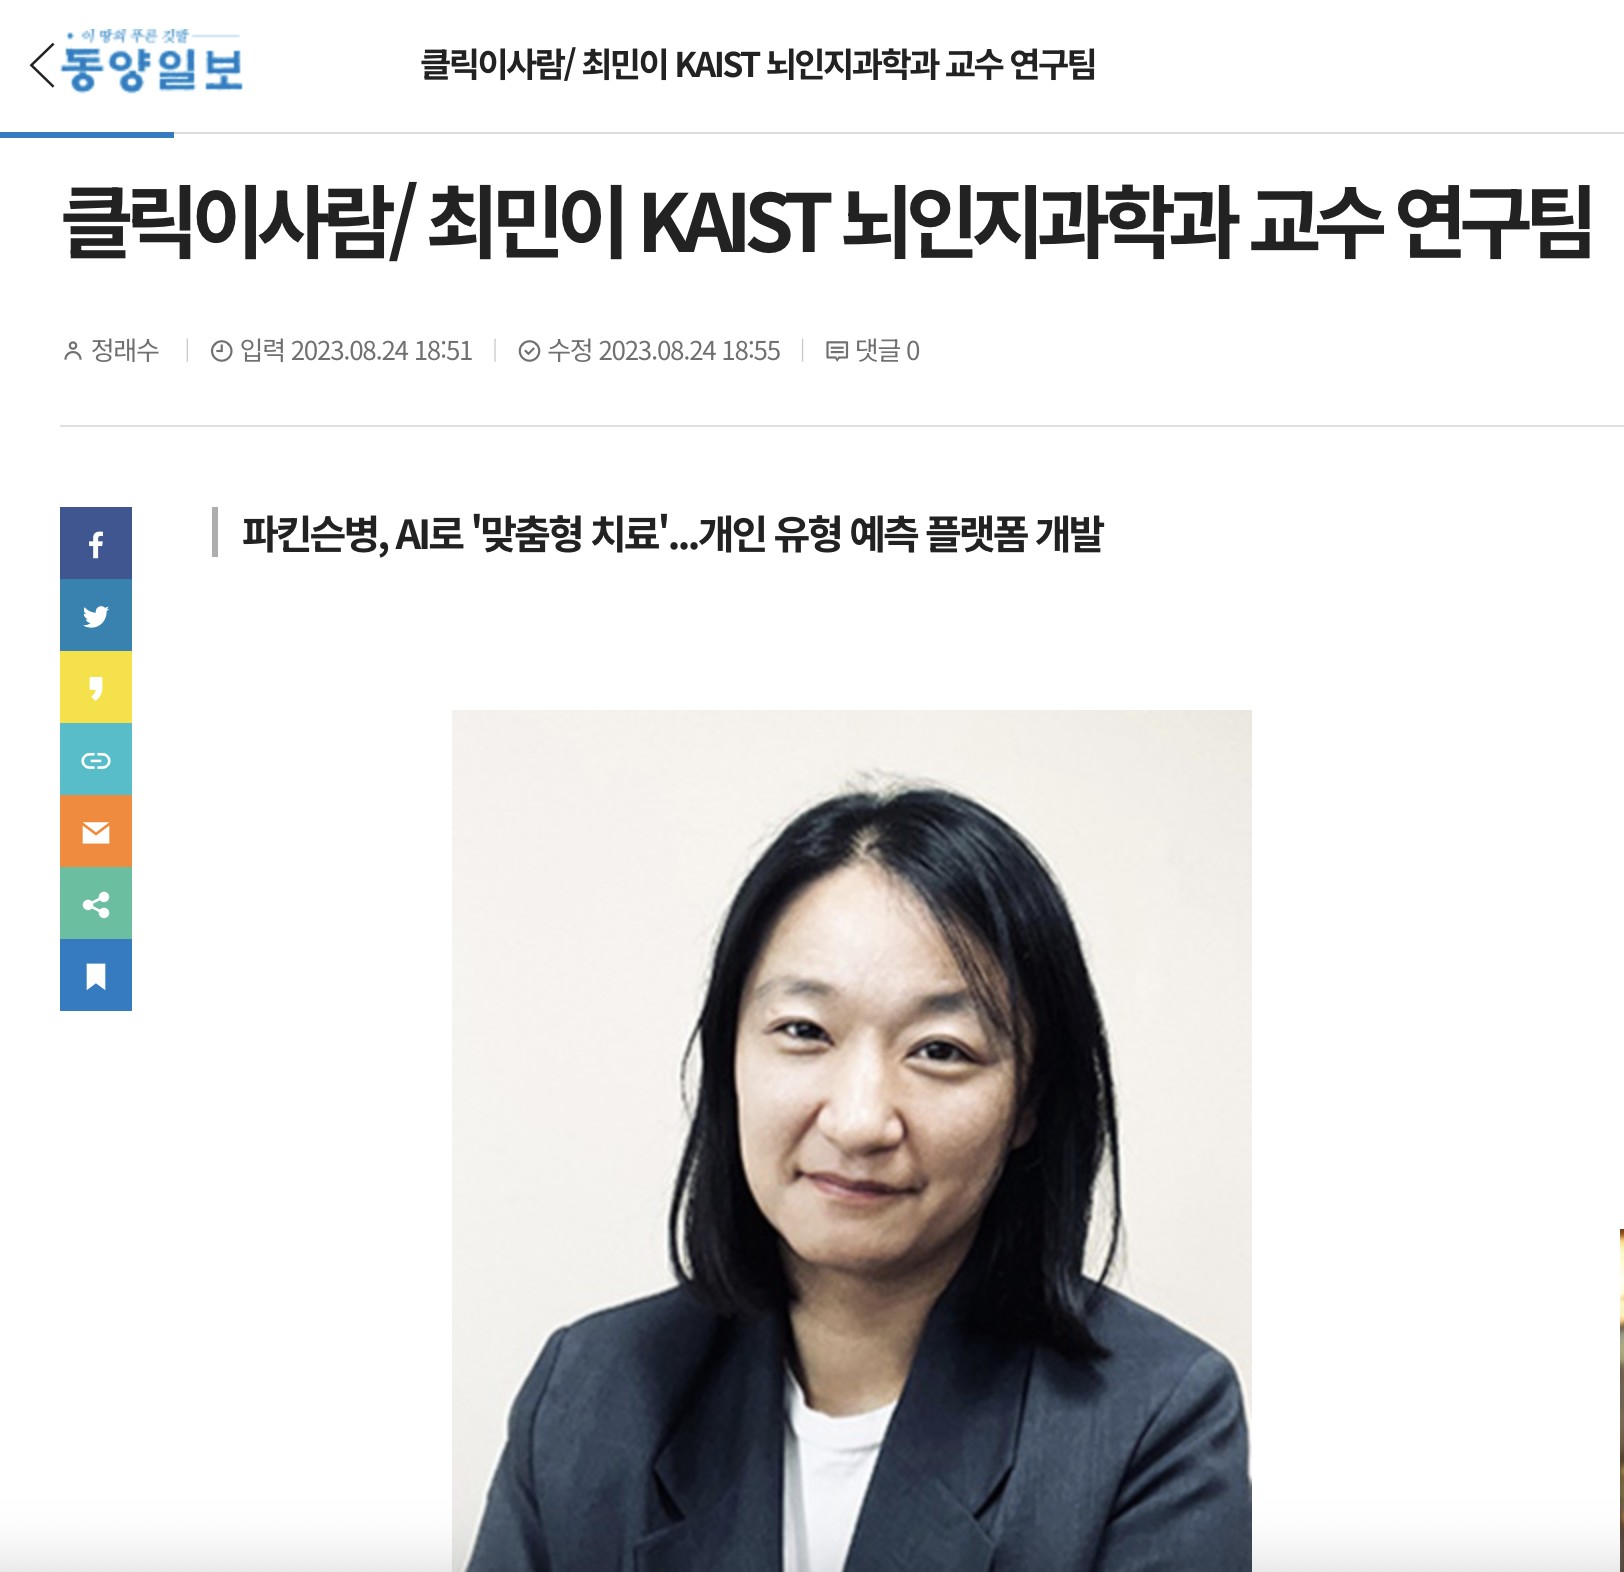 이 땅의 푸른 깃발
동양일보
클릭이사람/ 최민이 KAIST 뇌인지과학과 교수 연구팀
클릭이사람/ 최민이 KAIST 뇌인지과학과 교수 연구팀
정래수 입력 2023.08.24 18:51 수정 2023.08.24 18:55 댓글 0
파킨슨병, AI로 '맞춤형 치료'...개인 유형 예측 플랫폼 개발